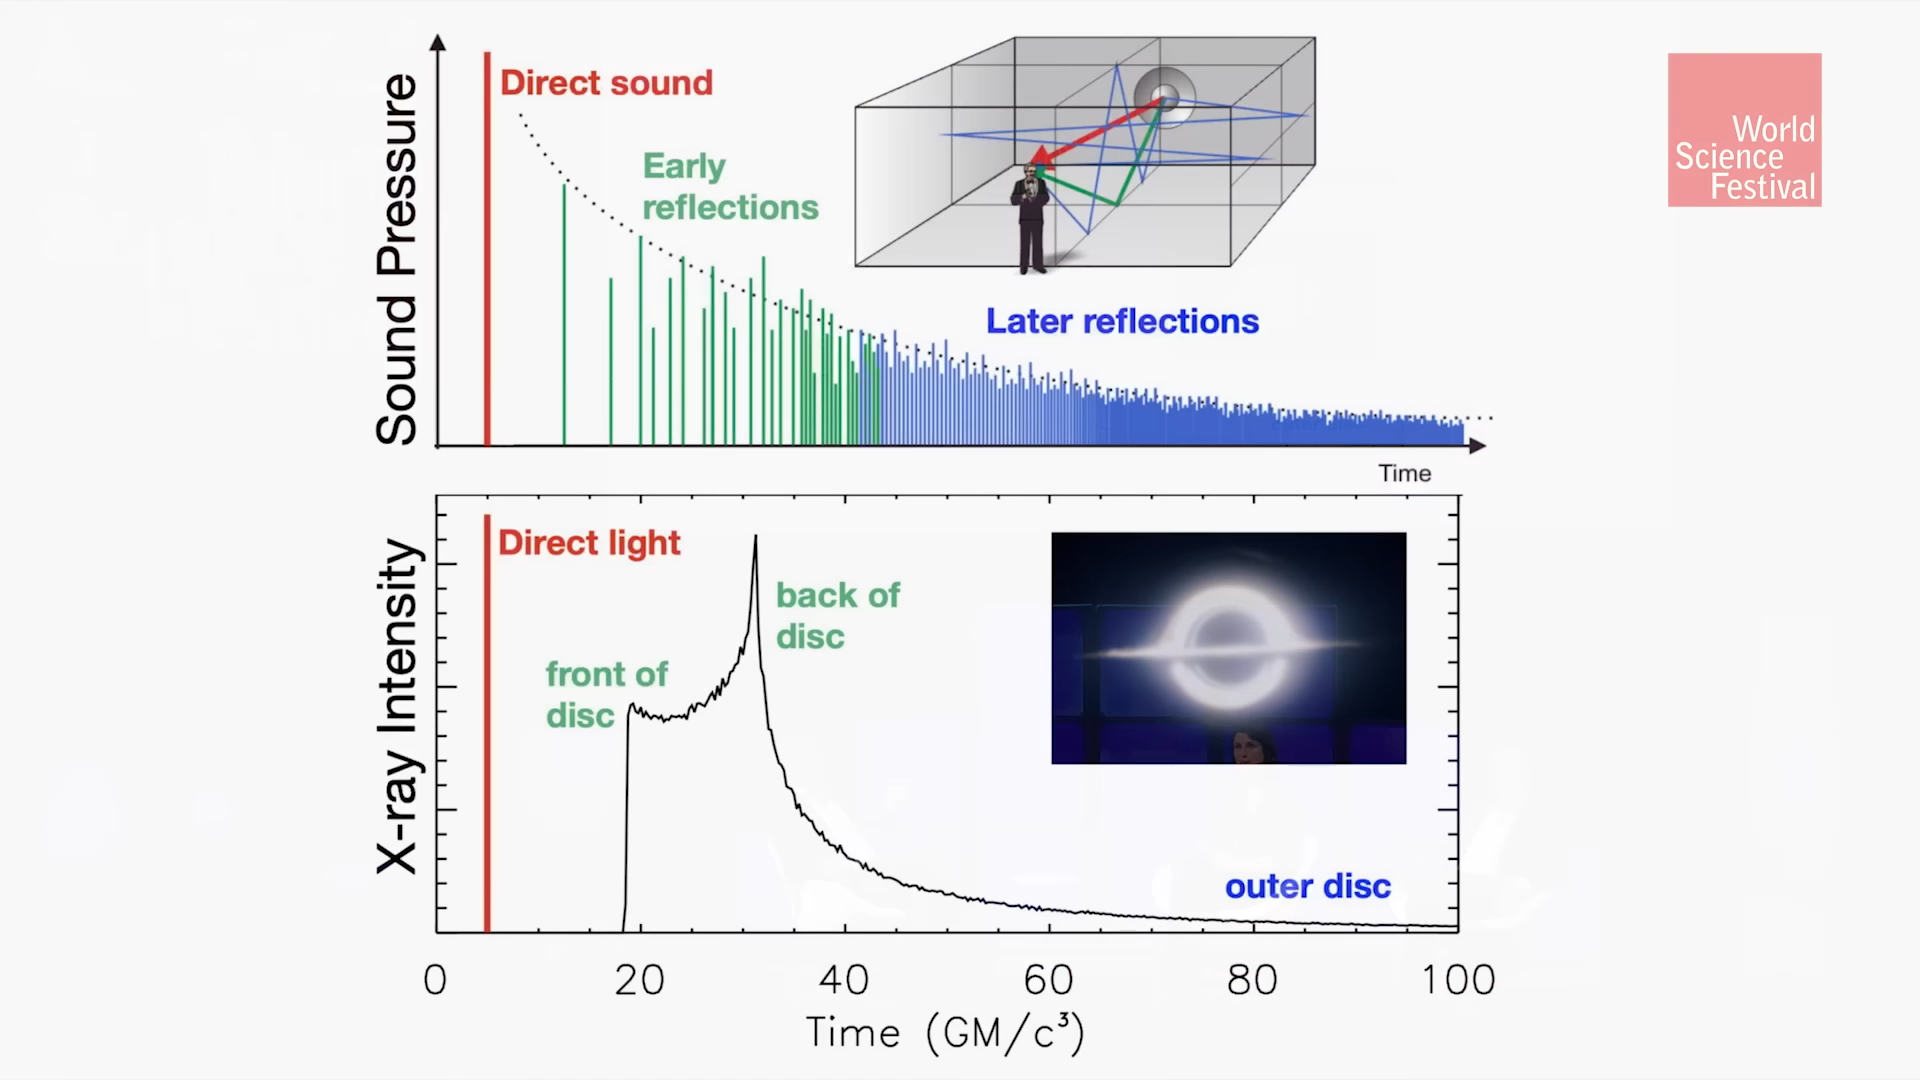 Sound Pressure
Direct sound
Early
reflections
Later reflections
Time
World
Science
Festival
X-ray Intensity
Direct light
front of
disc
back of
disc
outer disc
0 20 40 60 80 100
Time (GM/c³)